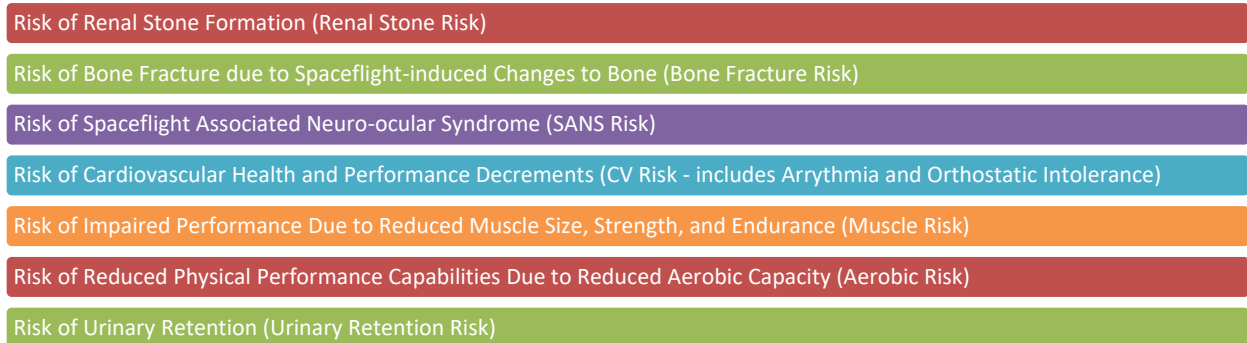 Risk of Renal Stone Formation (Renal Stone Risk)
Risk of Bone Fracture due to Spaceflight-induced Changes to Bone (Bone Fracture Risk)
Risk of Spaceflight Associated Neuro-ocular Syndrome (SANS Risk)
Risk of Cardiovascular Health and Performance Decrements (CV Risk - includes Arrythmia and Orthostatic Intolerance)
Risk of Impaired Performance Due to Reduced Muscle Size, Strength, and Endurance (Muscle Risk)
Risk of Reduced Physical Performance Capabilities Due to Reduced Aerobic Capacity (Aerobic Risk)
Risk of Urinary Retention (Urinary Retention Risk)